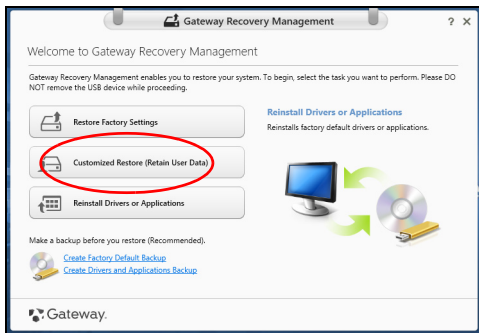 Gateway Recovery Management
? X
Welcome to Gateway Recovery Management
Gateway Recovery Management enables you to restore your system. To begin, select the task you want to perform. Please DO
NOT remove the USB device while proceeding.
Restore Factory Settings
Customized Restore (Retain User Data)
Reinstall Drivers or Applications
Reinstall Drivers or Applications
Reinstalls factory default drivers or applications.
Make a backup before you restore (Recommended).
Create Factory Default Backup
Create Drivers and Applications Backup
Gateway.